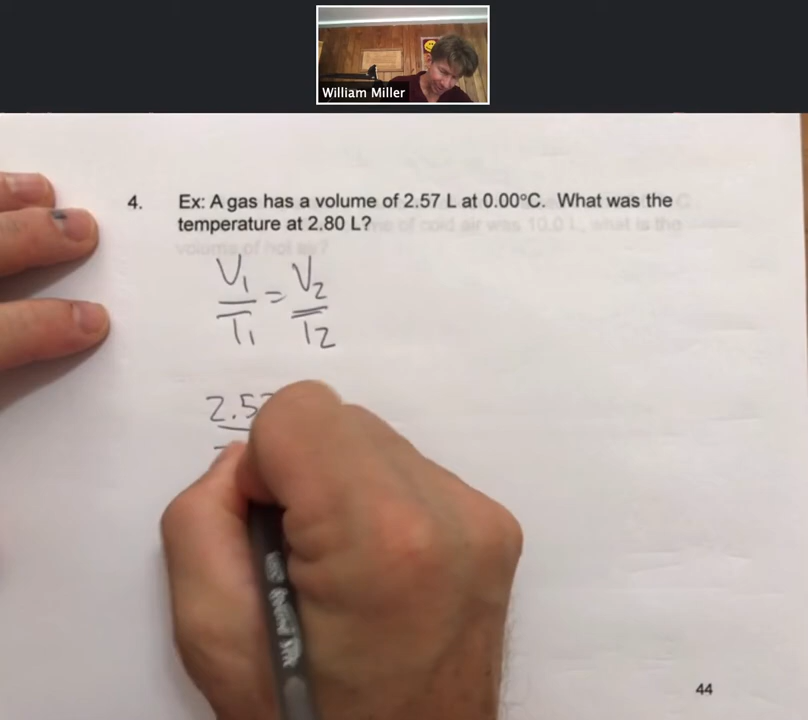 William Miller
4. Ex: A gas has a volume of 2.57 L at 0.00°C. What was the
temperature at 2.80 L?
V₁ = V₂
T₁ T₂
2.5
44